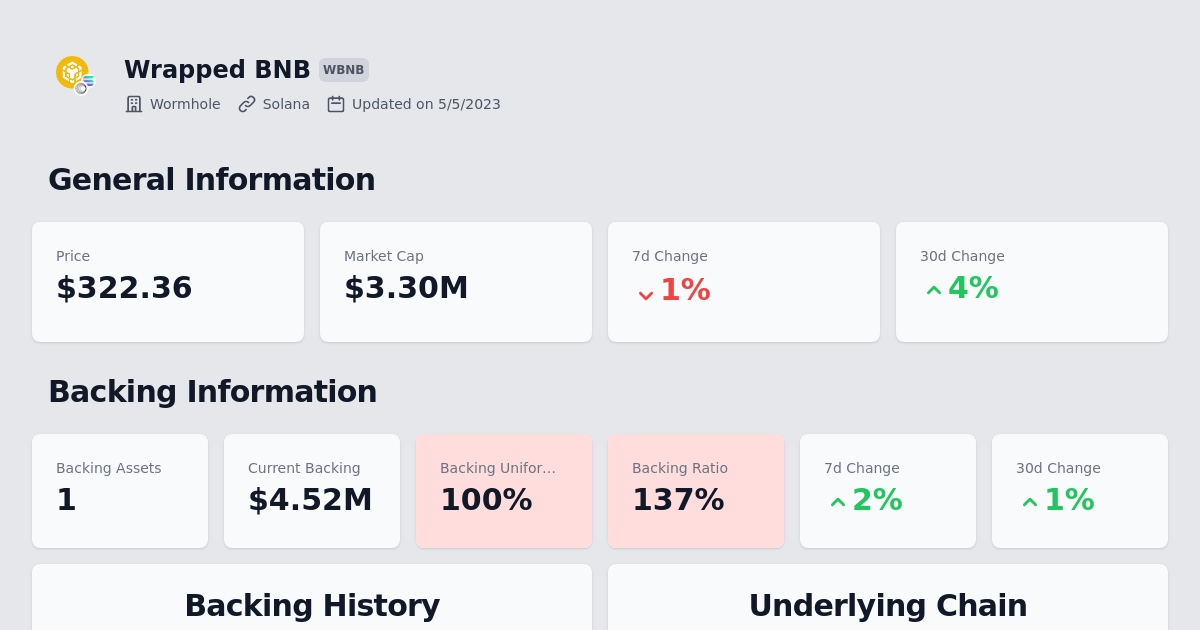 Wrapped BNB WBNB
Wormhole Solana Updated on 5/5/2023
General Information
Price Market Cap 7d Change 30d Change
$322.36 $3.30M 1% 4%
Backing Information
Backing Assets Current Backing Backing Unifor... Backing Ratio 7d Change 30d Change
1 $4.52M 100% 137% 2% 1%
Backing History Underlying Chain